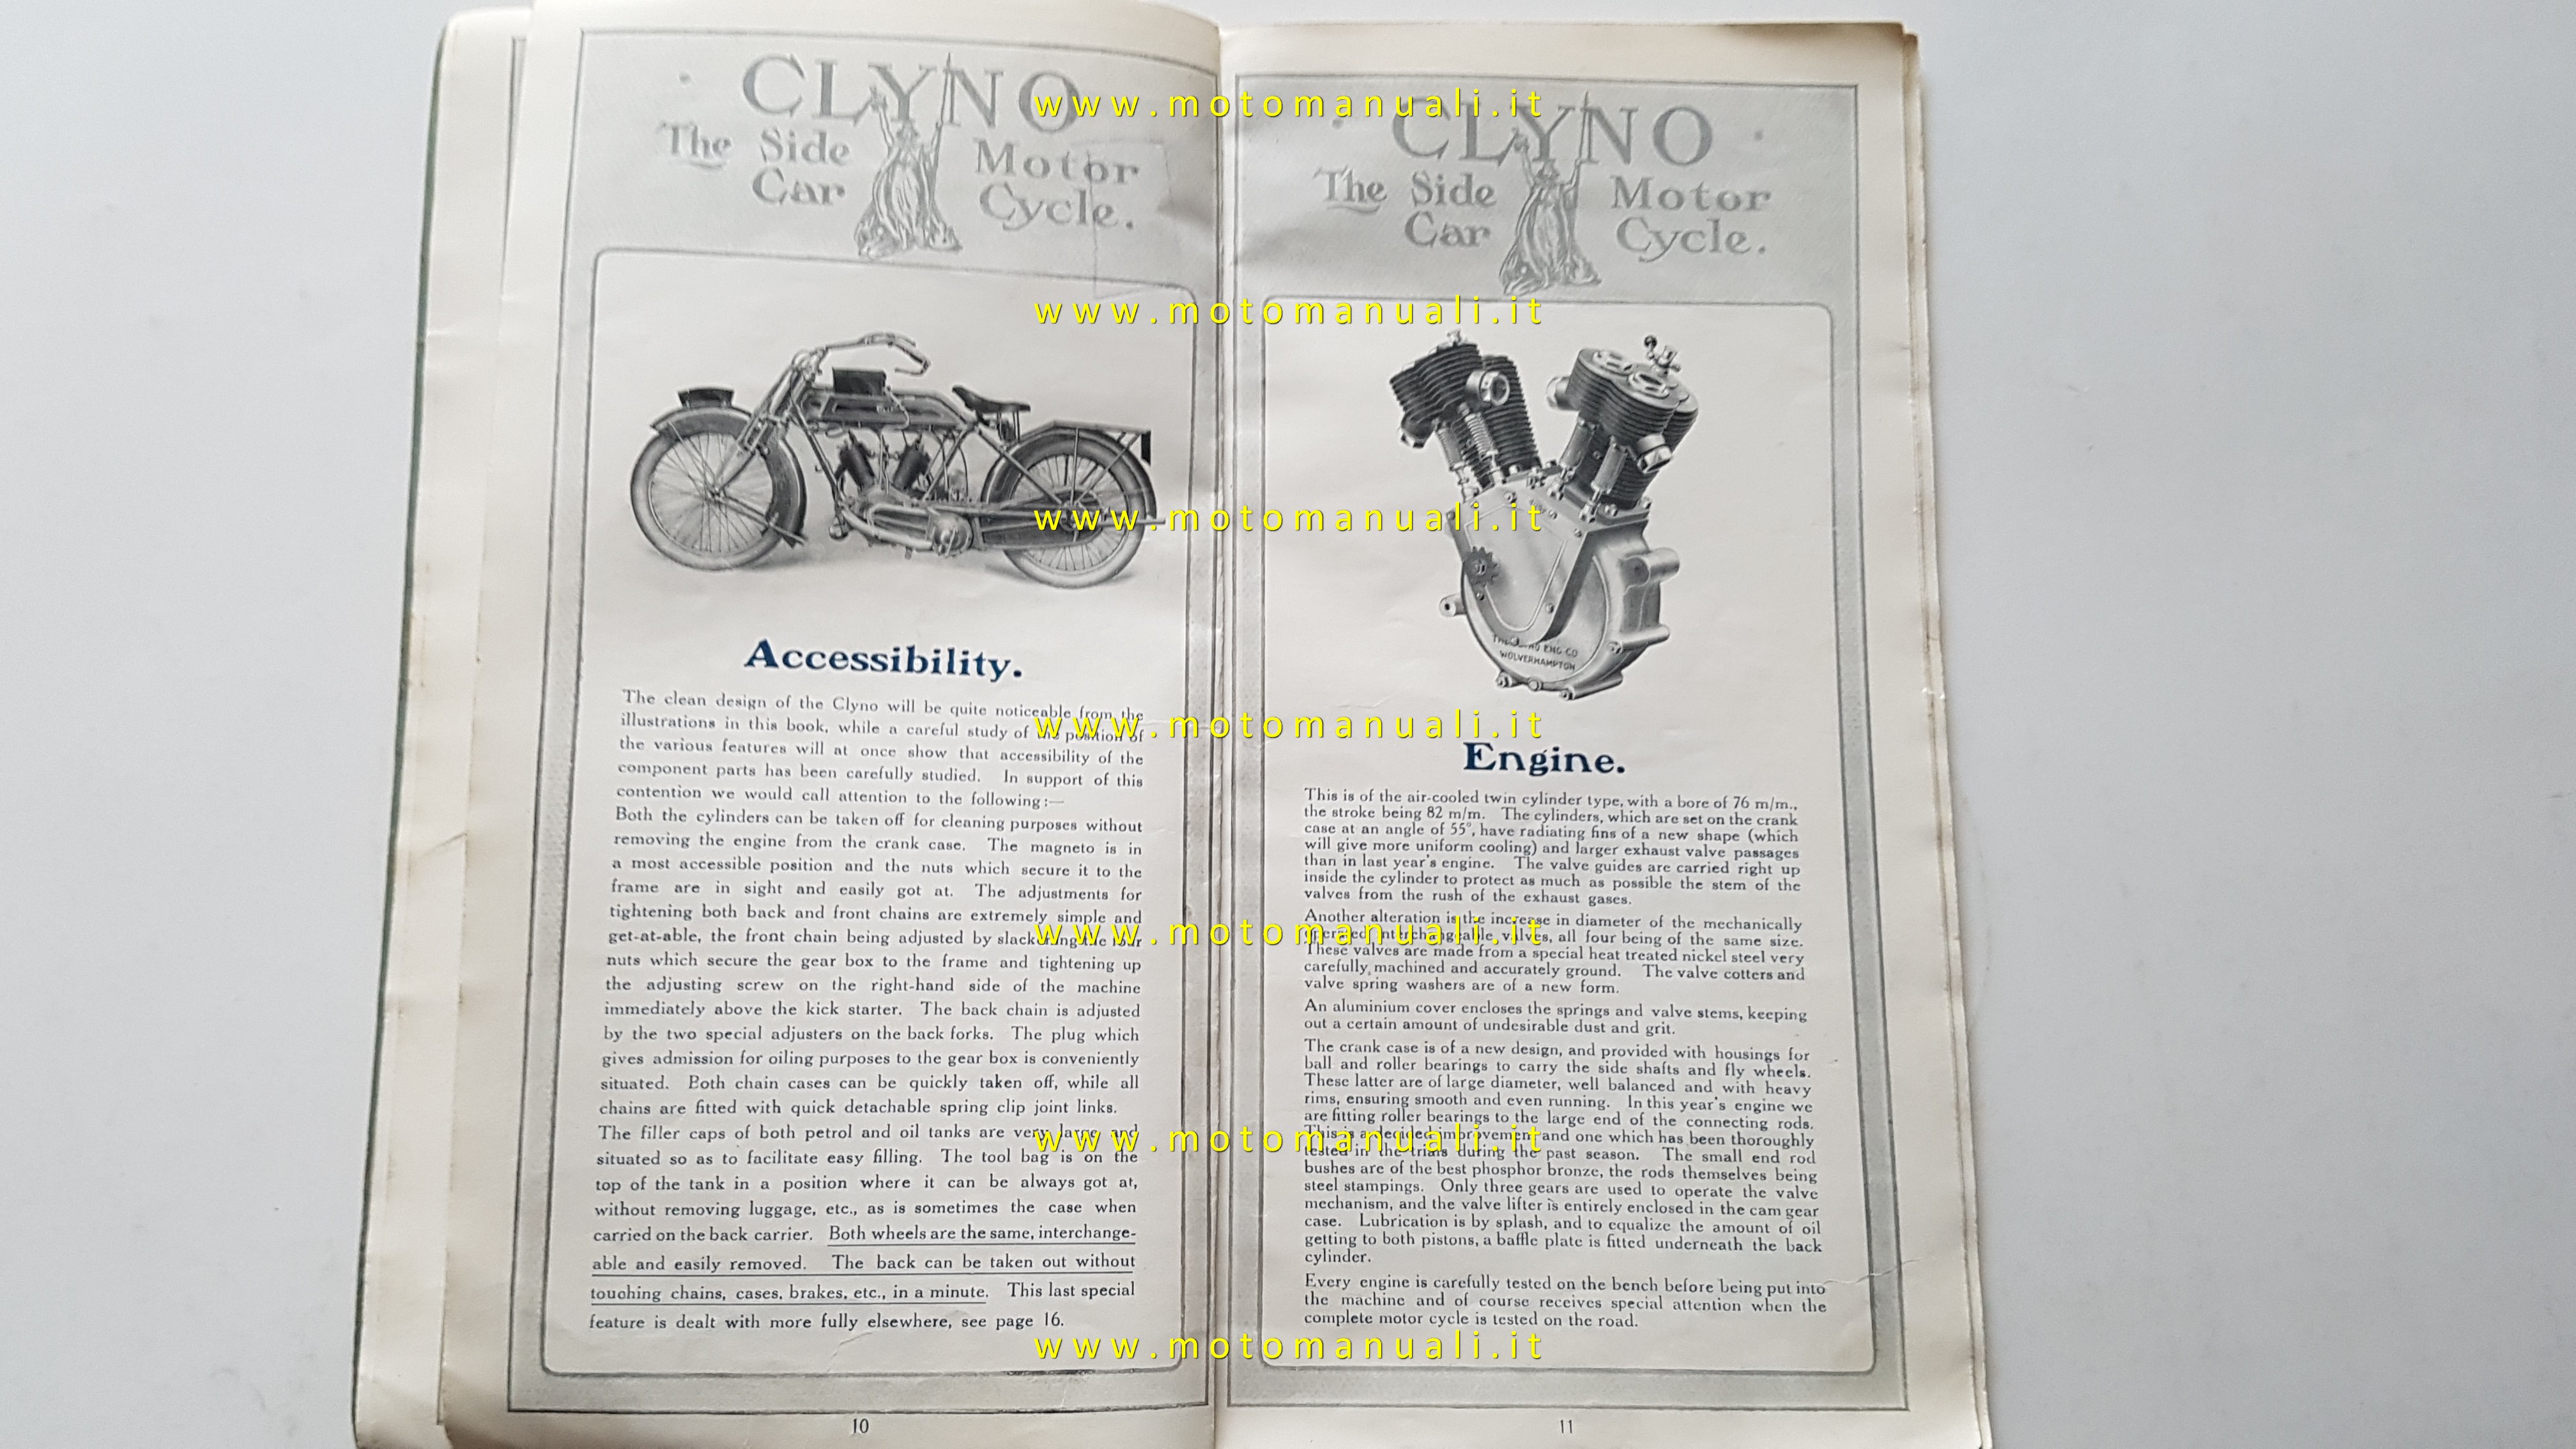 CLYNO
The Side Motor
Car Cycle.
Accessibility.
The clean design of the Clyno will be quite noticeable from the
illustrations in this book, while a careful study of the position of
the various features will at once show that accessibility of the
component parts has been carefully studied. In support of this
contention we would call attention to the following:—
Both the cylinders can be taken off for cleaning purposes without
removing the engine from the crank case. The magneto is in
a most accessible position and the nuts which secure it to the
frame are in sight and easily got at. The adjustments for
tightening both back and front chains are extremely simple and
get-at-able, the front chain being adjusted by slackening the four
nuts which secure the gear box to the frame and tightening up
the adjusting screw on the right-hand side of the machine
immediately above the kick starter. The back chain is adjusted
by the two special adjusters on the back forks. The plug which
gives admission for oiling purposes to the gear box is conveniently
situated. Both chain cases can be quickly taken off, while all
chains are fitted with quick detachable spring clip joint links.
The filler caps of both petrol and oil tanks are very large and
situated so as to facilitate easy filling. The tool bag is on the
top of the tank in a position where it can be always got at,
without removing luggage, etc., as is sometimes the case when
carried on the back carrier. Both wheels are the same, interchange-
able and easily removed. The back can be taken out without
touching chains, cases, brakes, etc., in a minute. This last special
feature is dealt with more fully elsewhere, see page 16.
10
CLYNO
The Side Motor
Car Cycle.
ENG CO
WOLVERHAMPTON
Engine.
This is of the air-cooled twin cylinder type, with a bore of 76 m/m.,
the stroke being 82 m/m. The cylinders, which are set on the crank
case at an angle of 55°, have radiating fins of a new shape (which
will give more uniform cooling) and larger exhaust valve passages
than in last year's engine. The valve guides are carried right up
inside the cylinder to protect as much as possible the stem of the
valves from the rush of the exhaust gases.
Another alteration is the increase in diameter of the mechanically
operated interchangeable valves, all four being of the same size.
These valves are made from a special heat treated nickel steel very
carefully machined and accurately ground. The valve cotters and
valve spring washers are of a new form.
An aluminium cover encloses the springs and valve stems, keeping
out a certain amount of undesirable dust and grit.
The crank case is of a new design, and provided with housings for
ball and roller bearings to carry the side shafts and fly wheels.
These latter are of large diameter, well balanced and with heavy
rims, ensuring smooth and even running. In this year's engine we
are fitting roller bearings to the large end of the connecting rods.
This is a decided improvement and one which has been thoroughly
tested in the trials during the past season. The small end rod
bushes are of the best phosphor bronze, the rods themselves being
steel stampings. Only three gears are used to operate the valve
mechanism, and the valve lifter is entirely enclosed in the cam gear
case. Lubrication is by splash, and to equalize the amount of oil
getting to both pistons, a baffle plate is fitted underneath the back
cylinder.
Every engine is carefully tested on the bench before being put into
the machine and of course receives special attention when the
complete motor cycle is tested on the road.
11
www.motomanuali.it
www.motomanuali.it
www.motomanuali.it
www.motomanuali.it
www.motomanuali.it
www.motomanuali.it
www.motomanuali.it